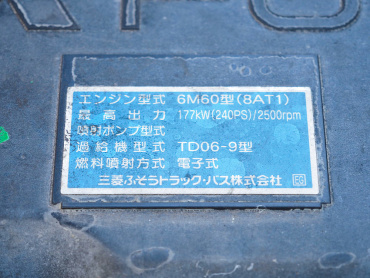 エンジン型式 6M60型(8AT1)
最高出力 177kW(240PS)/2500rpm
噴射ポンプ型式
過給機型式 TD06-9型
燃料噴射方式 電子式
三菱ふそうトラック・バス株式会社